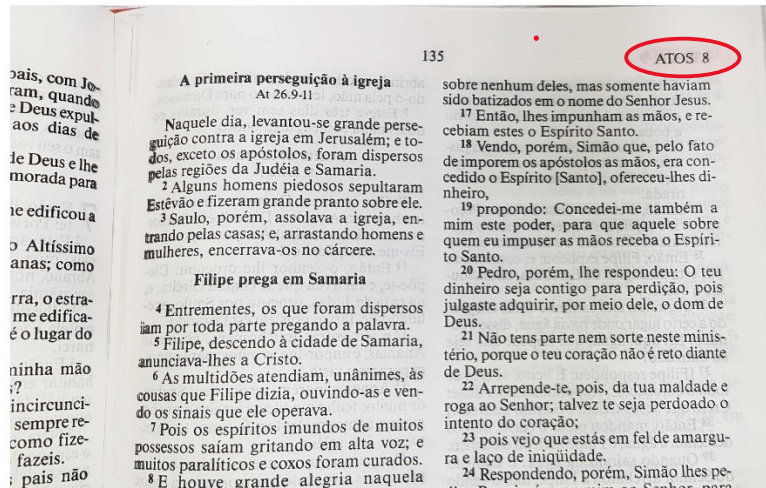 135
ATOS 8
pais, com Jo-
ram, quando
e Deus expul-
aos dias de
de Deus e lhe
morada para
e edificou a
o Altíssimo
anas; como
rra, o estra-
me edifica-
é o lugar do
minha mão
s?
incircunci-
sempre re-
como fize-
fazeis.
pais não
A primeira perseguição à igreja
At 26.9-11
Naquele dia, levantou-se grande perse-
guição contra a igreja em Jerusalém; e to-
dos, exceto os apóstolos, foram dispersos
pelas regiões da Judéia e Samaria.
2 Alguns homens piedosos sepultaram
Estêvão e fizeram grande pranto sobre ele.
3 Saulo, porém, assolava a igreja, en-
trando pelas casas; e, arrastando homens e
mulheres, encerrava-os no cárcere.
Filipe prega em Samaria
4 Entrementes, os que foram dispersos
iam por toda parte pregando a palavra.
5 Filipe, descendo à cidade de Samaria,
anunciava-lhes a Cristo.
6 As multidões atendiam, unânimes, às
cousas que Filipe dizia, ouvindo-as e ven-
do os sinais que ele operava.
7 Pois os espíritos imundos de muitos
possessos saíam gritando em alta voz; e
muitos paralíticos e coxos foram curados.
8 E houve grande alegria naquela
sobre nenhum deles, mas somente haviam
sido batizados em o nome do Senhor Jesus.
17 Então, lhes impunham as mãos, e re-
cebiam estes o Espírito Santo.
18 Vendo, porém, Simão que, pelo fato
de imporem os apóstolos as mãos, era con-
cedido o Espírito [Santo], ofereceu-lhes di-
nheiro,
19 propondo: Concedei-me também a
mim este poder, para que aquele sobre
quem eu impuser as mãos receba o Espíri-
to Santo.
20 Pedro, porém, lhe respondeu: O teu
dinheiro seja contigo para perdição, pois
julgaste adquirir, por meio dele, o dom de
Deus.
21 Não tens parte nem sorte neste minis-
tério, porque o teu coração não é reto diante
de Deus.
22 Arrepende-te, pois, da tua maldade e
roga ao Senhor; talvez te seja perdoado o
intento do coração;
23 pois vejo que estás em fel de amargu-
ra e laço de iniqüidade.
24 Respondendo, porém, Simão lhes pe-